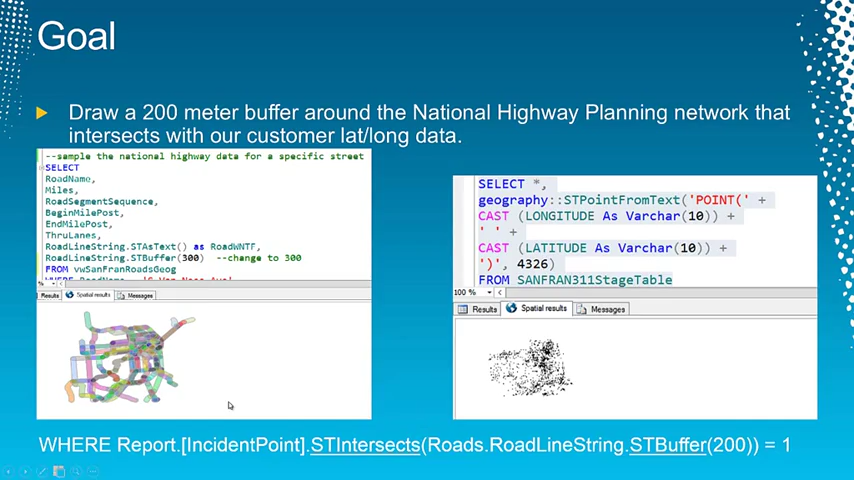 Goal
Draw a 200 meter buffer around the National Highway Planning network that
intersects with our customer lat/long data.
--sample the national highway data for a specific street
SELECT
RoadName,
Miles,
RoadSegmentSequence,
BeginMilePost,
EndMilePost,
ThruLanes,
RoadLineString.STAsText() as RoadWNTF,
RoadLineString.STBuffer(300) --change to 300
FROM vwSanFranRoadsGeog
%
Results Spatial results Messages
SELECT *,
geography::STPointFromText('POINT(' +
CAST (LONGITUDE As Varchar(10)) +
' ' +
CAST (LATITUDE As Varchar(10)) +
')', 4326)
FROM SANFRAN311StageTable
100 %
Results Spatial results Messages
WHERE Report.[IncidentPoint].STIntersects(Roads.RoadLineString.STBuffer(200)) = 1